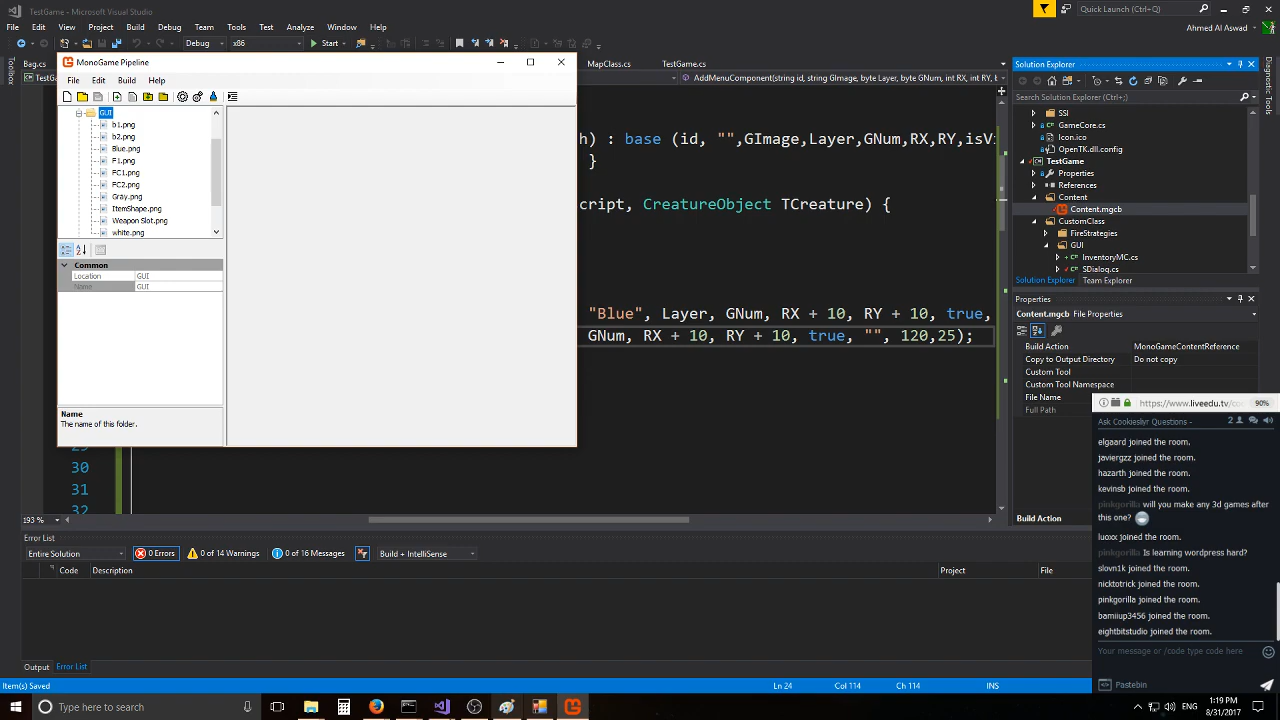 TestGame - Microsoft Visual Studio
Quick Launch (Ctrl+Q)
File Edit View Project Build Debug Team Tools Test Analyze Window Help
Ahmed Al Aswad
Debug x86 Start
Bag.cs MapClass.cs TestGame.cs
AddMenuComponent(string id, string GImage, byte Layer, byte GNum, int RX, int RY, b
MonoGame Pipeline
File Edit Build Help
GUI
b1.png
b2.png
Blue.png
F1.png
FC1.png
FC2.png
Gray.png
ItemShape.png
Weapon Slot.png
white.png
Common
Location GUI
Name GUI
Name
The name of this folder.
h) : base (id, "",GImage,Layer,GNum,RX,RY,isVi
}
cript, CreatureObject TCreature) {
"Blue", Layer, GNum, RX + 10, RY + 10, true,
GNum, RX + 10, RY + 10, true, "", 120,25);
30
31
32
193 %
Solution Explorer
Search Solution Explorer (Ctrl+;)
SSI
GameCore.cs
Icon.ico
OpenTK.dll.config
TestGame
Properties
References
Content
Content.mgcb
CustomClass
FireStrategies
GUI
InventoryMC.cs
SDialog.cs
Solution Explorer Team Explorer
Diagnostic Tools
Properties
Content.mgcb File Properties
Build Action MonoGameContentReference
Copy to Output Directory Do not copy
Custom Tool
Custom Tool Namespace
File Name
Full Path
Build Action
https://www.liveedu.tv/co 90%
Ask Cookiesliyr Questions - 2
elgaard joined the room.
javiergzz joined the room.
hazarth joined the room.
kevinsb joined the room.
pinkgorilla will you make any 3d games after
this one?
luoxx joined the room.
pinkgorilla Is learning wordpress hard?
slovn1k joined the room.
nicktotrick joined the room.
pinkgorilla joined the room.
bamiiup3456 joined the room.
eightbitstudio joined the room.
Your message or /code type code here
Pastebin
Error List
Entire Solution 0 Errors 0 of 14 Warnings 0 of 16 Messages Build + IntelliSense
Code Description Project File
Output Error List
Item(s) Saved Ln 24 Col 114 Ch 114 INS
Type here to search
ENG
1:19 PM
8/31/2017